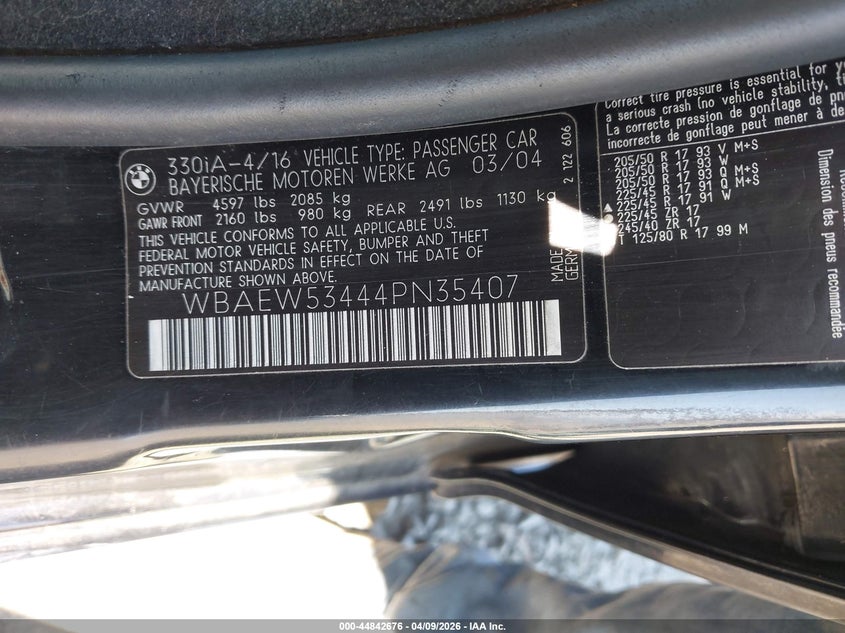 BMW
330iA-4/16 VEHICLE TYPE: PASSENGER CAR
BAYERISCHE MOTOREN WERKE AG 03/04
GVWR 4597 lbs 2085 kg
GAWR FRONT 2160 lbs 980 kg REAR 2491 lbs 1130 kg
THIS VEHICLE CONFORMS TO ALL APPLICABLE U.S.
FEDERAL MOTOR VEHICLE SAFETY, BUMPER AND THEFT
PREVENTION STANDARDS IN EFFECT ON THE DATE OF
MANUFACTURE SHOWN ABOVE.
WBAEW53444PN35407
2 122 606
MADE
GERM
Correct tire pressure is essential for
a serious crash (no vehicle stability,
La correcte pression de gonflage de
incorrecte de gonflage peut mener à
205/50 R 17 93 V M+S
205/50 R 17 93 W
205/50 R 17 93 Q M+S
225/45 R 17 91 Q M+S
225/45 R 17 91 W
225/45 ZR 17
245/40 ZR 17
T 125/80 R 17 99 M
Dimension des pneus recommandée
000-44842676 - 04/09/2026 - IAA Inc.